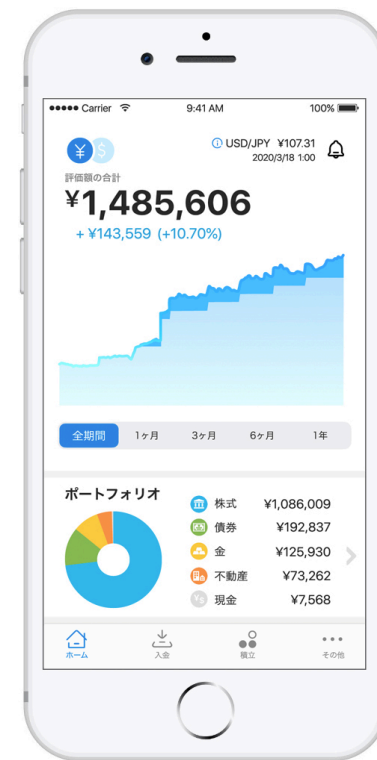 Carrier 9:41 AM 100%
USD/JPY ¥107.31
2020/3/18 1:00
¥ $
評価額の合計
¥1,485,606
+ ¥143,559 (+10.70%)
全期間 1ヶ月 3ヶ月 6ヶ月 1年
ポートフォリオ
株式 ¥1,086,009
債券 ¥192,837
金 ¥125,930
不動産 ¥73,262
現金 ¥7,568
ホーム 入金 積立 その他